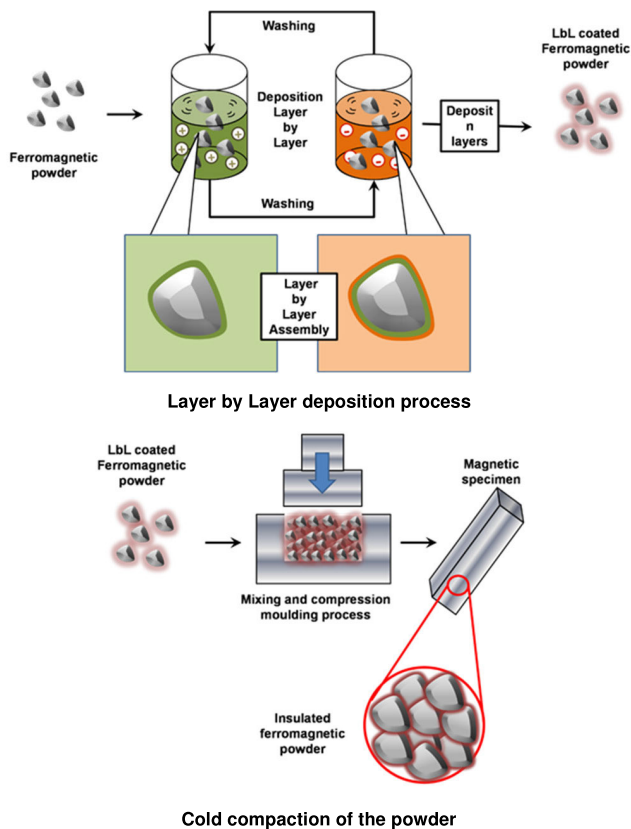 Washing
LbL coated
Ferromagnetic
powder
Deposition
Layer
by
Layer
Deposit
n
layers
Ferromagnetic
powder
+
+
+
+
-
-
-
-
Washing
Layer
by
Layer
Assembly
Layer by Layer deposition process
LbL coated
Ferromagnetic
powder
Magnetic
specimen
Mixing and compression
moulding process
Insulated
ferromagnetic
powder
Cold compaction of the powder